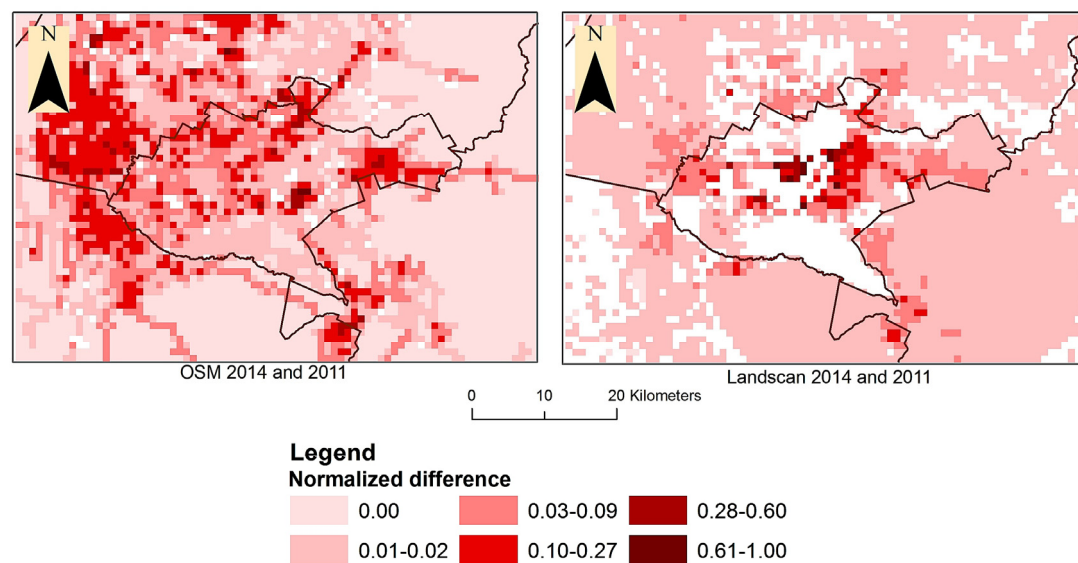 N
N
OSM 2014 and 2011
Landscan 2014 and 2011
0 10 20 Kilometers
Legend
Normalized difference
0.00 0.03-0.09 0.28-0.60
0.01-0.02 0.10-0.27 0.61-1.00